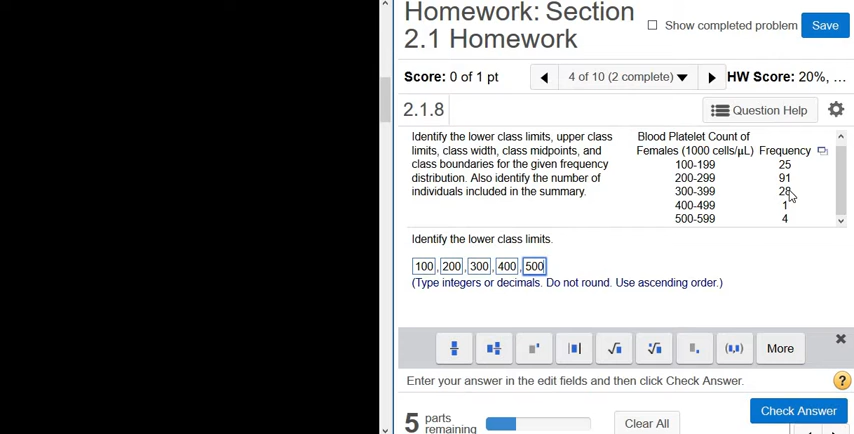 Homework: Section
2.1 Homework
Show completed problem
Save
Score: 0 of 1 pt
4 of 10 (2 complete)
HW Score: 20%, ...
2.1.8
Question Help
Identify the lower class limits, upper class
limits, class width, class midpoints, and
class boundaries for the given frequency
distribution. Also identify the number of
individuals included in the summary.
Blood Platelet Count of
Females (1000 cells/μL) Frequency
100-199 25
200-299 91
300-399 28
400-499 1
500-599 4
Identify the lower class limits.
100, 200, 300, 400, 500
(Type integers or decimals. Do not round. Use ascending order.)
More
Enter your answer in the edit fields and then click Check Answer.
?
5 parts
remaining
Clear All
Check Answer